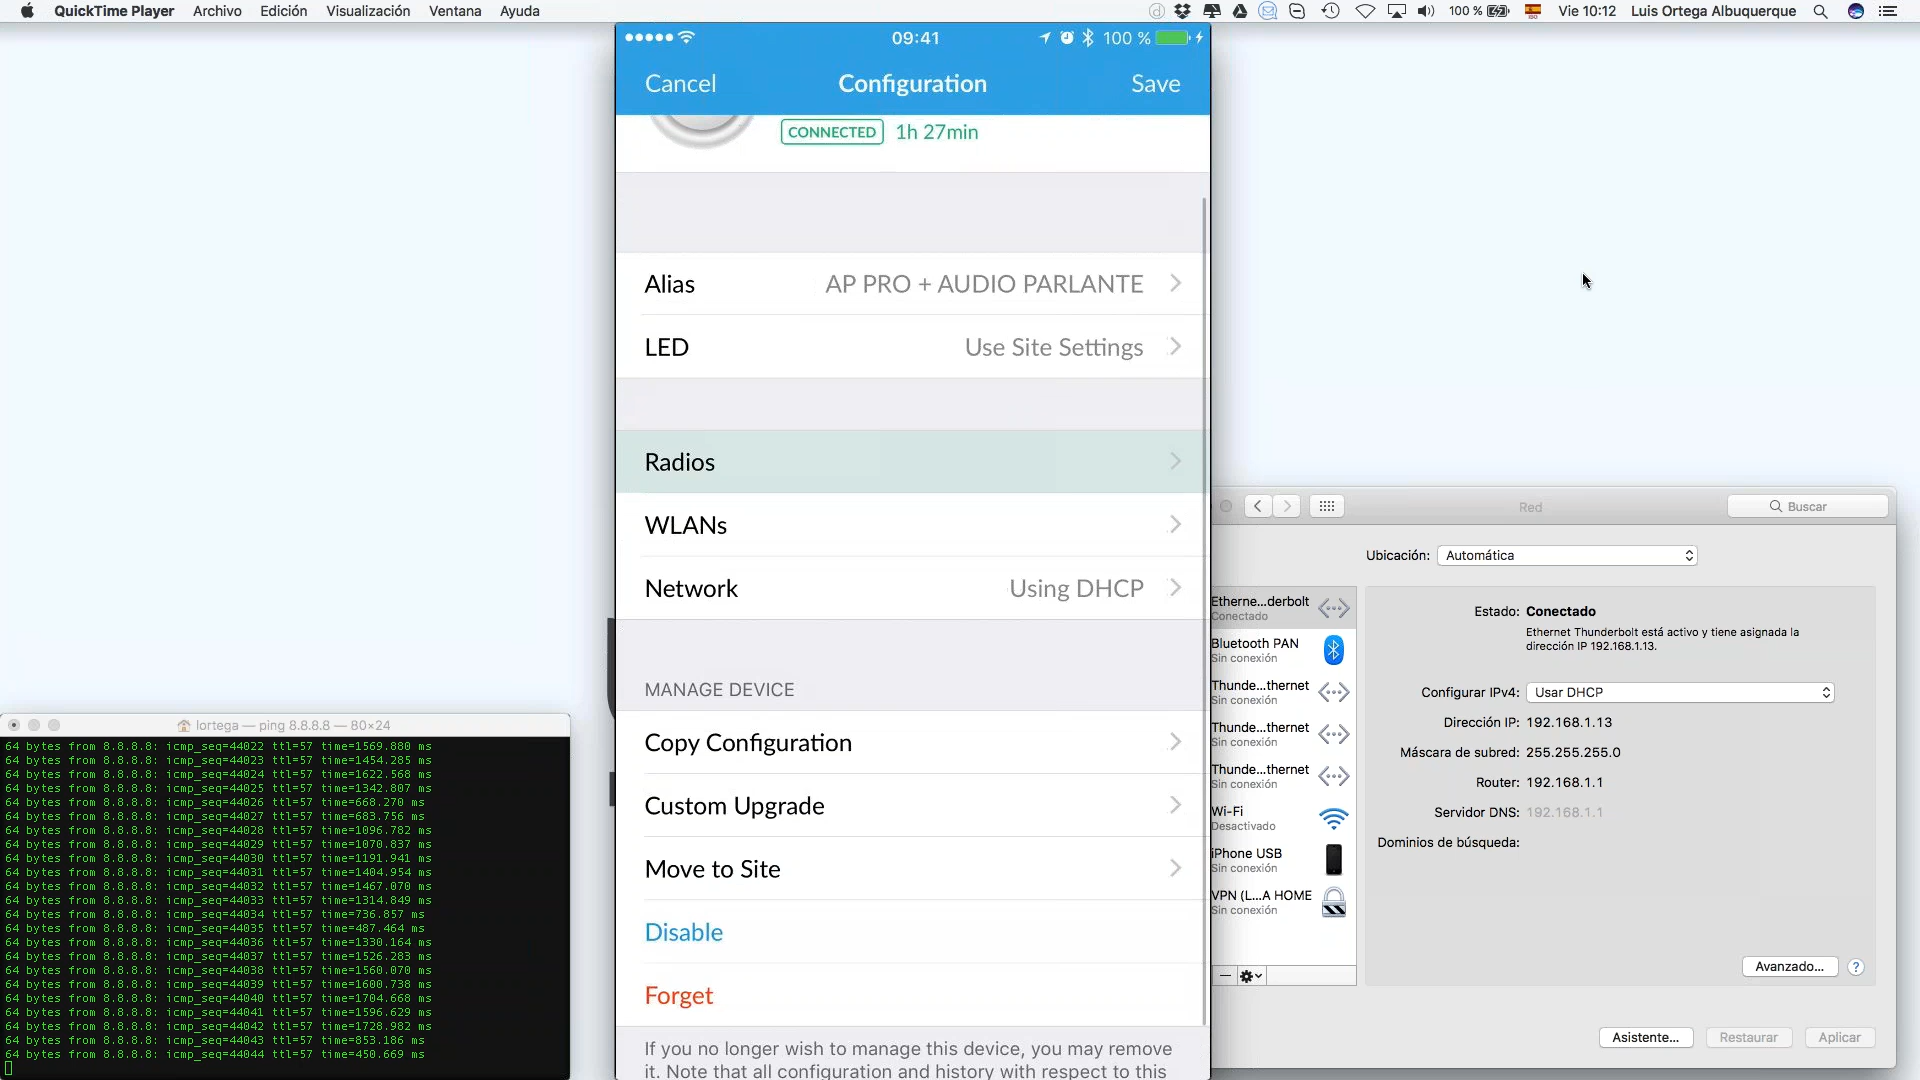 QuickTime Player Archivo Edición Visualización Ventana Ayuda 100 % ISO Vie 10:12 Luis Ortega Albuquerque
09:41 100 %
Cancel Configuration Save
CONNECTED 1h 27min
Alias AP PRO + AUDIO PARLANTE
LED Use Site Settings
Radios
WLANs
Network Using DHCP
MANAGE DEVICE
Copy Configuration
Custom Upgrade
Move to Site
Disable
Forget
If you no longer wish to manage this device, you may remove
it. Note that all configuration and history with respect to this
lortega — ping 8.8.8.8 — 80×24
64 bytes from 8.8.8.8: icmp_seq=44022 ttl=57 time=1569.880 ms
64 bytes from 8.8.8.8: icmp_seq=44023 ttl=57 time=1454.285 ms
64 bytes from 8.8.8.8: icmp_seq=44024 ttl=57 time=1622.568 ms
64 bytes from 8.8.8.8: icmp_seq=44025 ttl=57 time=1342.807 ms
64 bytes from 8.8.8.8: icmp_seq=44026 ttl=57 time=668.270 ms
64 bytes from 8.8.8.8: icmp_seq=44027 ttl=57 time=683.756 ms
64 bytes from 8.8.8.8: icmp_seq=44028 ttl=57 time=1096.782 ms
64 bytes from 8.8.8.8: icmp_seq=44029 ttl=57 time=1070.837 ms
64 bytes from 8.8.8.8: icmp_seq=44030 ttl=57 time=1191.941 ms
64 bytes from 8.8.8.8: icmp_seq=44031 ttl=57 time=1404.954 ms
64 bytes from 8.8.8.8: icmp_seq=44032 ttl=57 time=1467.070 ms
64 bytes from 8.8.8.8: icmp_seq=44033 ttl=57 time=1314.849 ms
64 bytes from 8.8.8.8: icmp_seq=44034 ttl=57 time=736.857 ms
64 bytes from 8.8.8.8: icmp_seq=44035 ttl=57 time=487.464 ms
64 bytes from 8.8.8.8: icmp_seq=44036 ttl=57 time=1330.164 ms
64 bytes from 8.8.8.8: icmp_seq=44037 ttl=57 time=1526.283 ms
64 bytes from 8.8.8.8: icmp_seq=44038 ttl=57 time=1560.070 ms
64 bytes from 8.8.8.8: icmp_seq=44039 ttl=57 time=1600.738 ms
64 bytes from 8.8.8.8: icmp_seq=44040 ttl=57 time=1704.668 ms
64 bytes from 8.8.8.8: icmp_seq=44041 ttl=57 time=1596.629 ms
64 bytes from 8.8.8.8: icmp_seq=44042 ttl=57 time=1728.982 ms
64 bytes from 8.8.8.8: icmp_seq=44043 ttl=57 time=853.186 ms
64 bytes from 8.8.8.8: icmp_seq=44044 ttl=57 time=450.669 ms
Red Buscar
Ubicación: Automática
Etherne...derbolt
Conectado
Bluetooth PAN
Sin conexión
Thunde...thernet
Sin conexión
Thunde...thernet
Sin conexión
Thunde...thernet
Sin conexión
Wi-Fi
Desactivado
iPhone USB
Sin conexión
VPN (L...A HOME
Sin conexión
Estado: Conectado
Ethernet Thunderbolt está activo y tiene asignada la
dirección IP 192.168.1.13.
Configurar IPv4: Usar DHCP
Dirección IP: 192.168.1.13
Máscara de subred: 255.255.255.0
Router: 192.168.1.1
Servidor DNS: 192.168.1.1
Dominios de búsqueda:
Avanzado... ?
Asistente... Restaurar Aplicar